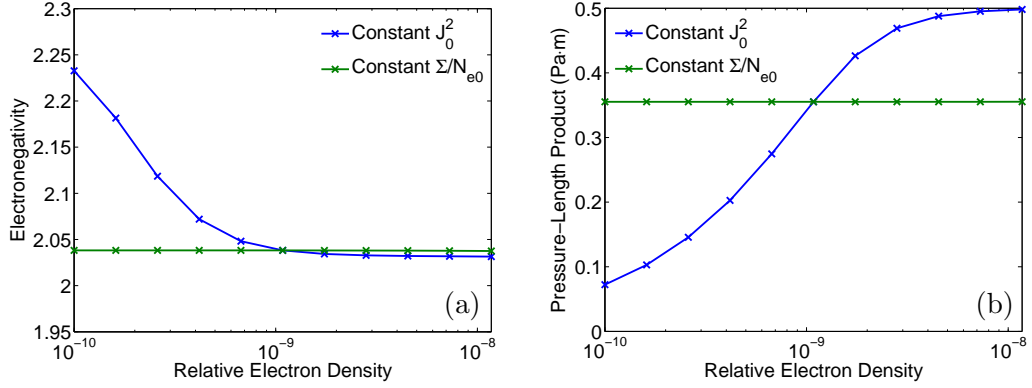 2.3
2.25
2.2
2.15
2.1
2.05
2
1.95
Electronegativity
Constant J₀²
Constant Σ/Nₑ₀
(a)
10⁻¹⁰
10⁻⁹
10⁻⁸
Relative Electron Density
0.5
0.4
0.3
0.2
0.1
0
Pressure−Length Product (Pa·m)
Constant J₀²
Constant Σ/Nₑ₀
(b)
10⁻¹⁰
10⁻⁹
10⁻⁸
Relative Electron Density